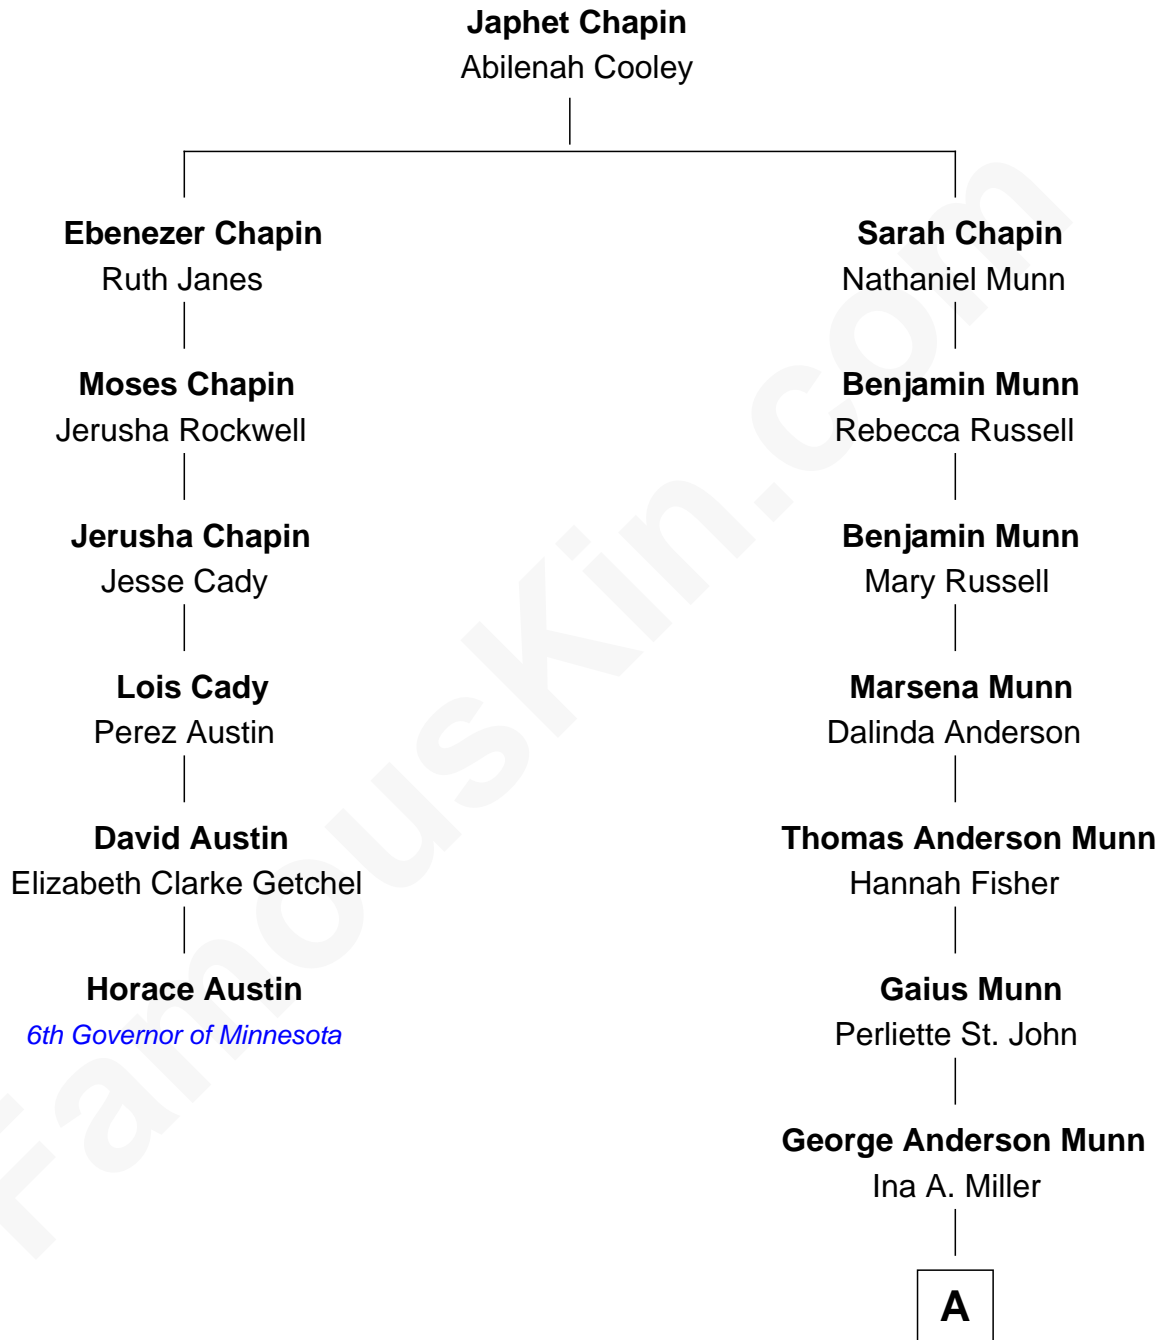 Japhet Chapin
Abilenah Cooley
Ebenezer Chapin
Ruth Janes
Moses Chapin
Jerusha Rockwell
Jerusha Chapin
Jesse Cady
Lois Cady
Perez Austin
David Austin
Elizabeth Clarke Getchel
Horace Austin
6th Governor of Minnesota
Sarah Chapin
Nathaniel Munn
Benjamin Munn
Rebecca Russell
Benjamin Munn
Mary Russell
Marsena Munn
Dalinda Anderson
Thomas Anderson Munn
Hannah Fisher
Gaius Munn
Perliette St. John
George Anderson Munn
Ina A. Miller
A
FamousKin.com